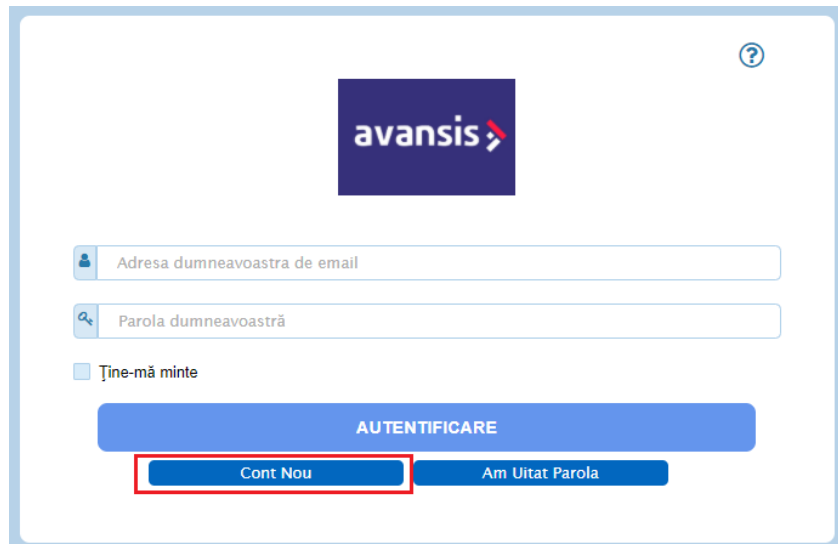 ?
avansis
Adresa dumneavoastra de email
Parola dumneavoastră
Ţine-mă minte
AUTENTIFICARE
Cont Nou Am Uitat Parola